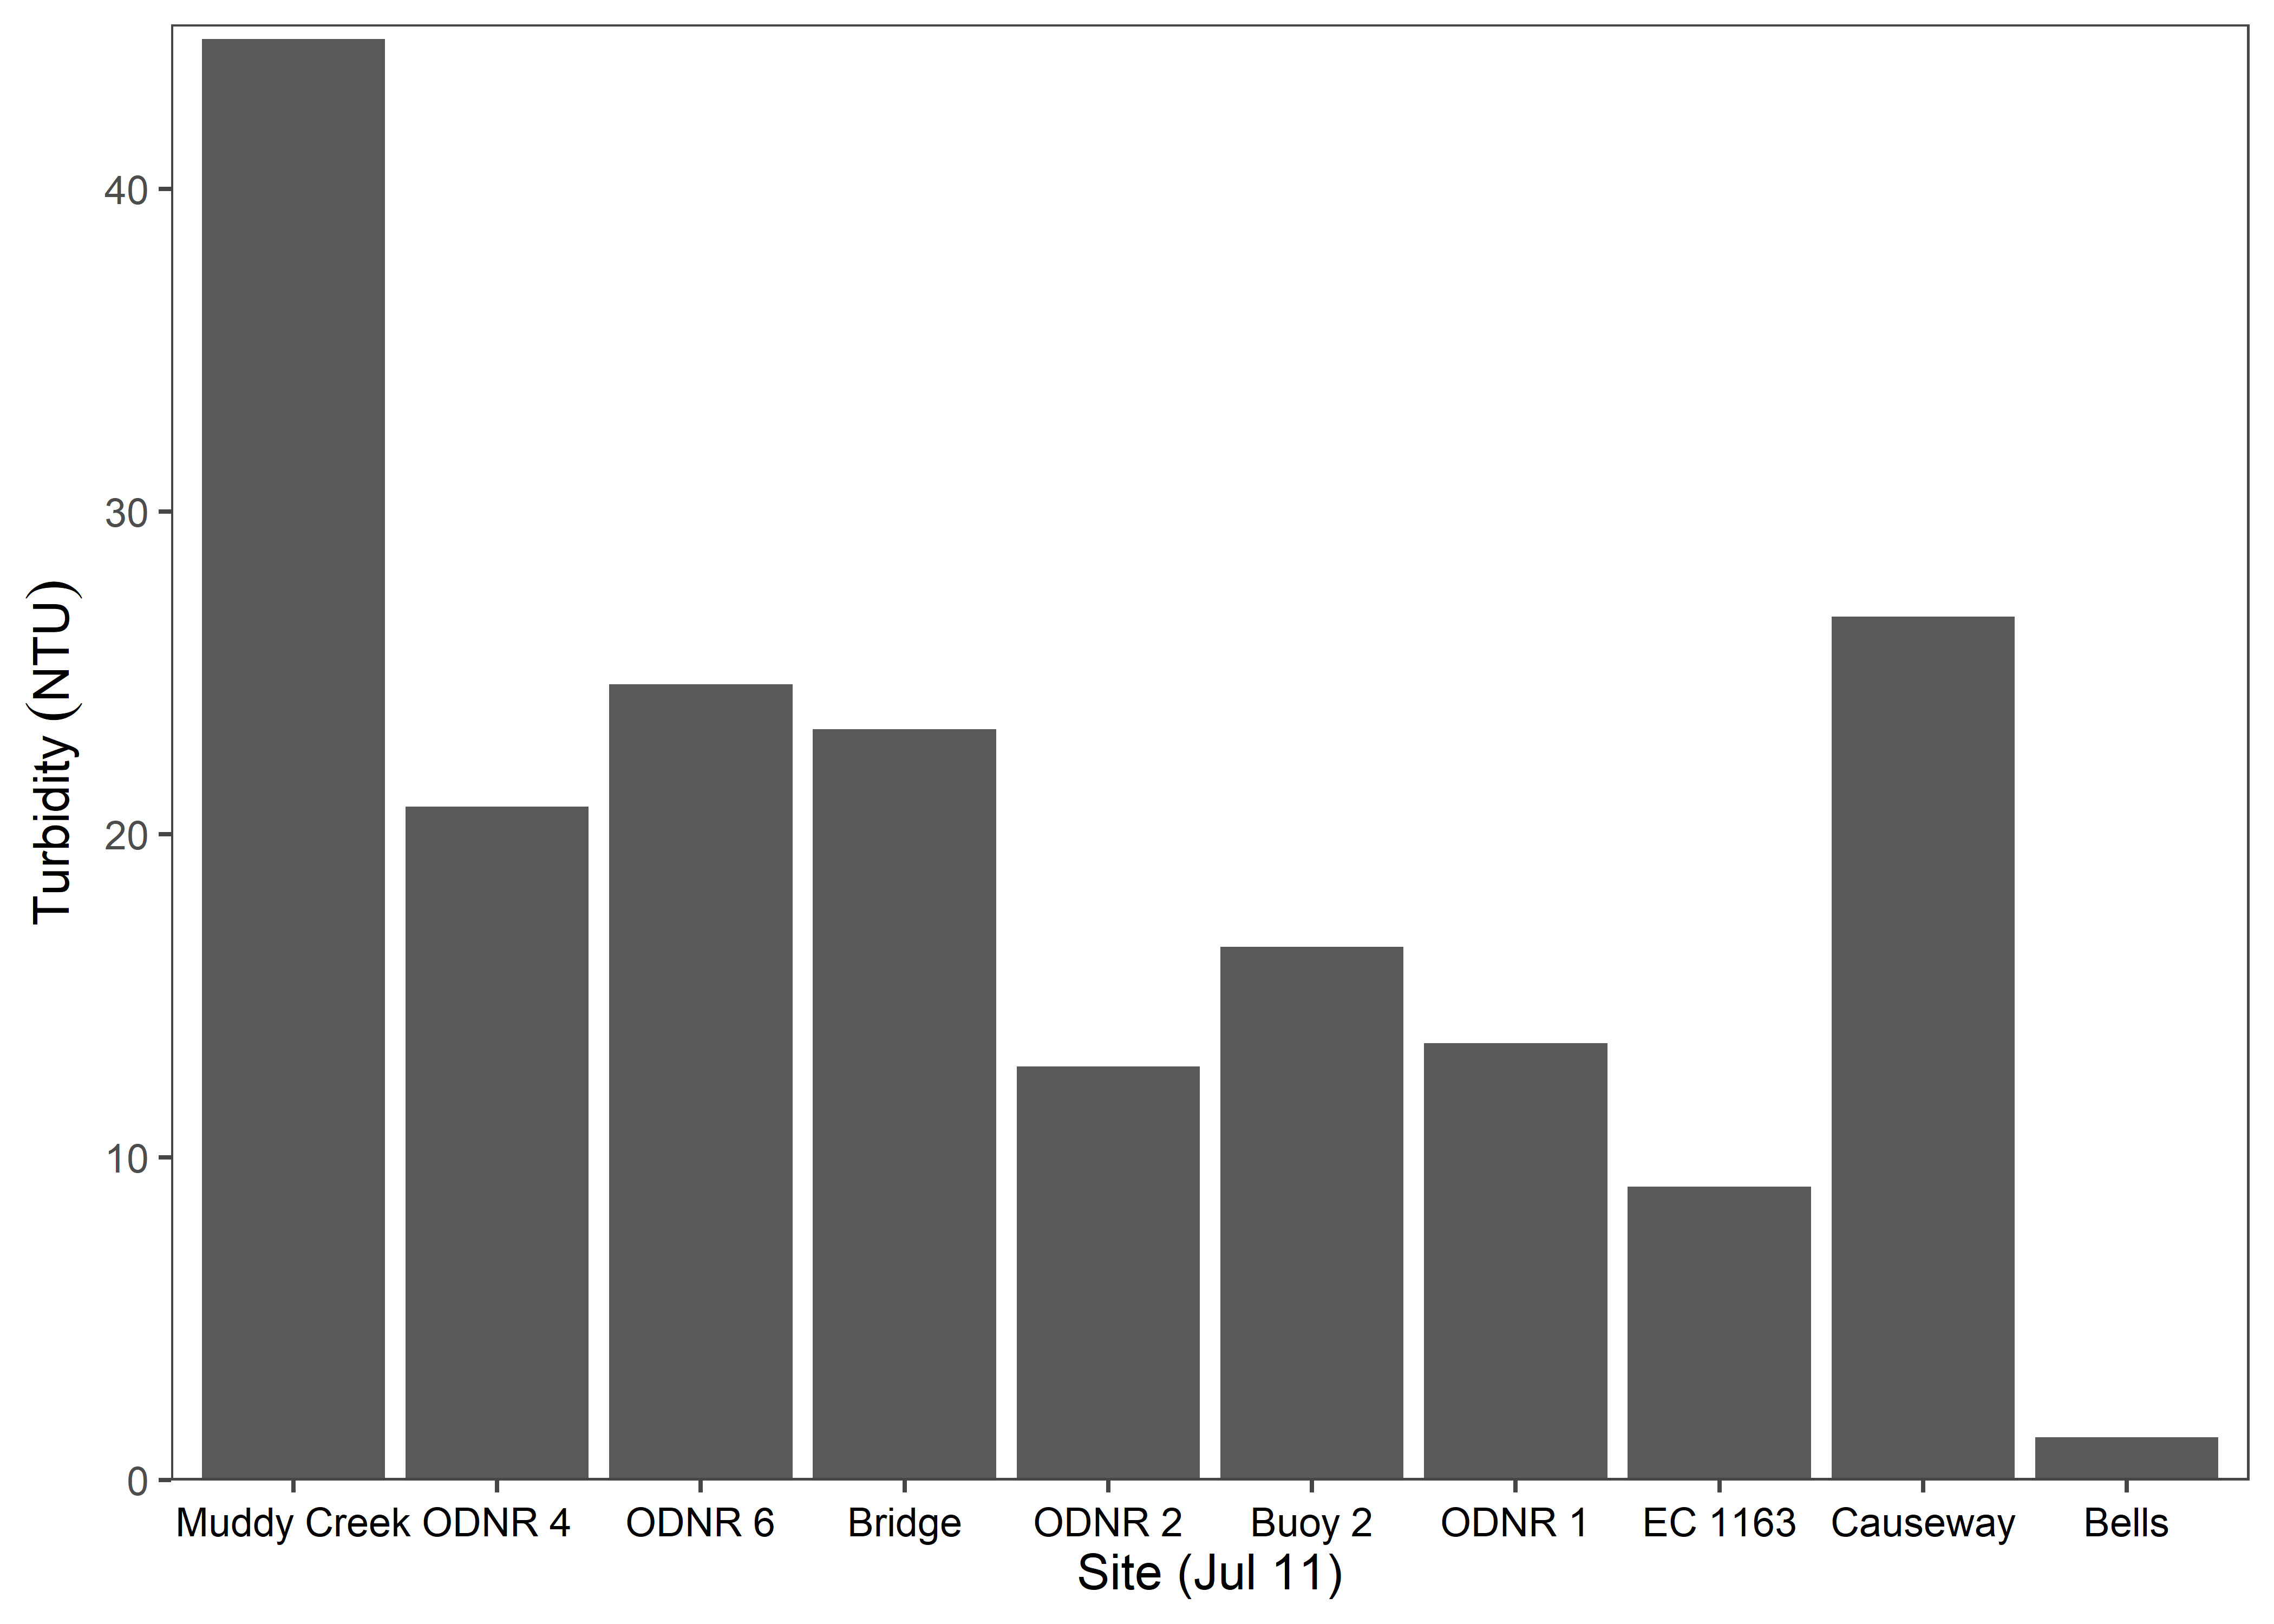 Turbidity (NTU)
40
30
20
10
0
Muddy Creek ODNR 4 ODNR 6 Bridge ODNR 2 Buoy 2 ODNR 1 EC 1163 Causeway Bells
Site (Jul 11)